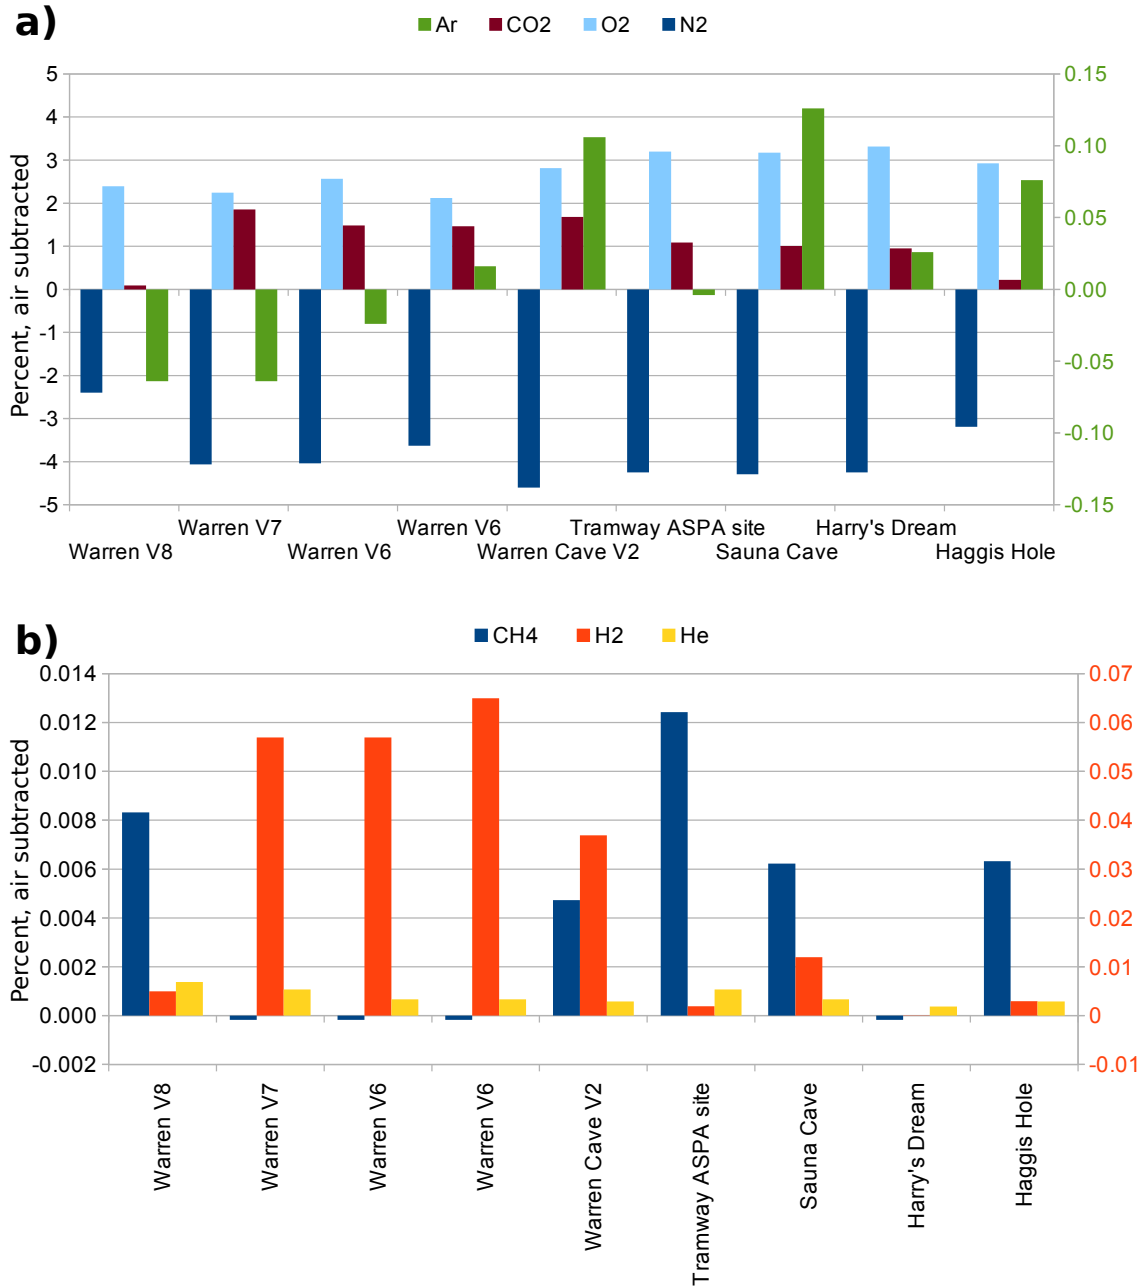 a)
Ar CO2 O2 N2
Percent, air subtracted
5
4
3
2
1
0
-1
-2
-3
-4
-5
0.15
0.10
0.05
0.00
-0.05
-0.10
-0.15
Warren V7 Warren V6 Tramway ASPA site Harry's Dream
Warren V8 Warren V6 Warren Cave V2 Sauna Cave Haggis Hole
b)
CH4 H2 He
Percent, air subtracted
0.014
0.012
0.010
0.008
0.006
0.004
0.002
0.000
-0.002
0.07
0.06
0.05
0.04
0.03
0.02
0.01
0
-0.01
Warren V8
Warren V7
Warren V6
Warren V6
Warren Cave V2
Tramway ASPA site
Sauna Cave
Harry's Dream
Haggis Hole